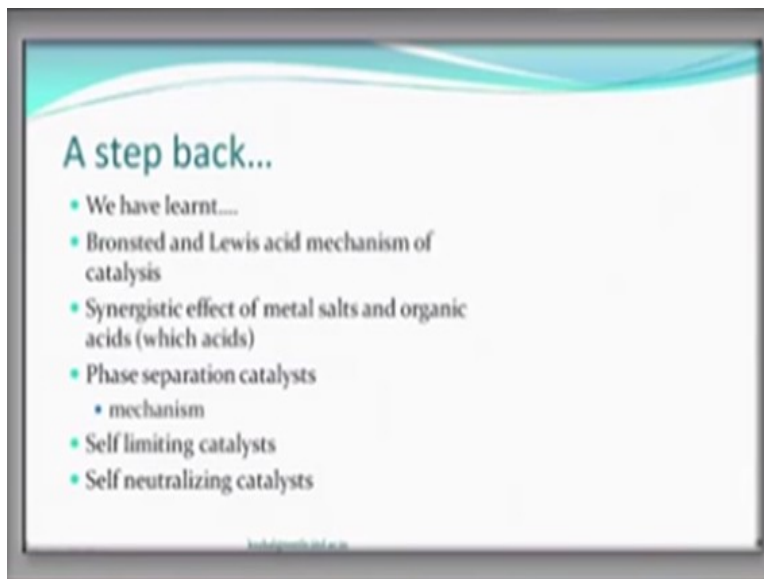 A step back...
We have learnt....
Bronsted and Lewis acid mechanism of
catalysis
Synergistic effect of metal salts and organic
acids (which acids)
Phase separation catalysts
mechanism
Self limiting catalysts
Self neutralizing catalysts